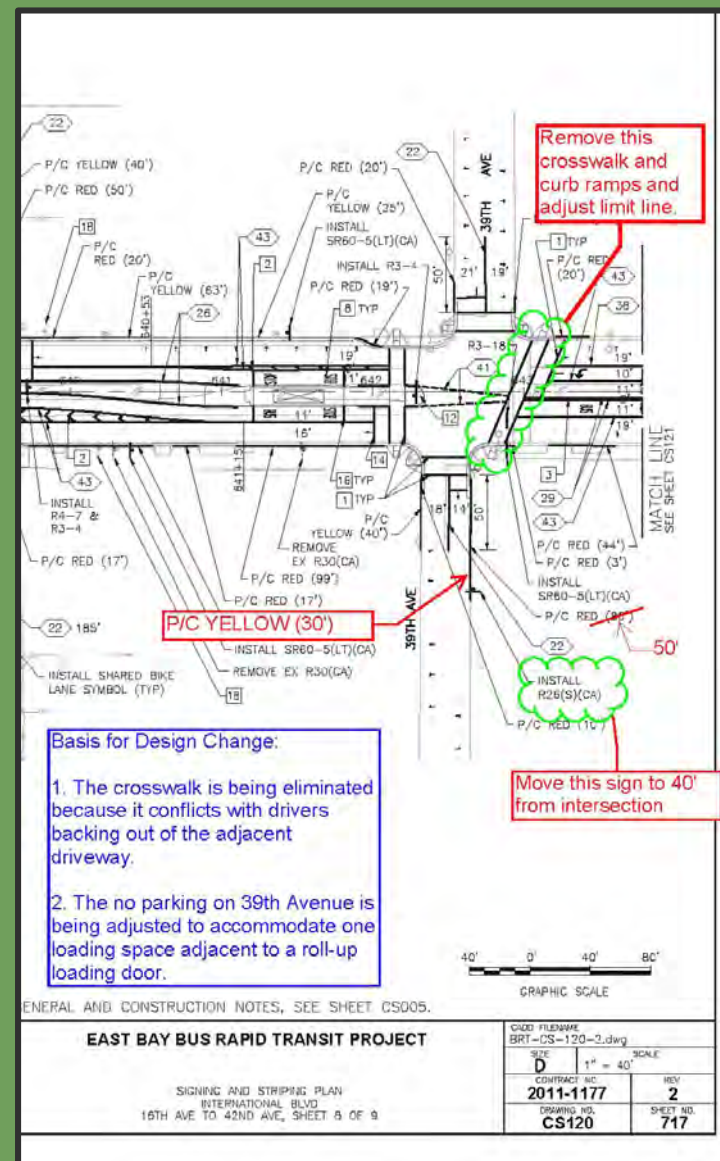 22
P/C YELLOW (40')
P/C RED (50')
18
P/C
RED (20')
P/C
YELLOW (63')
26
640+53
43
2
P/C RED (20')
P/C
YELLOW (25')
INSTALL
SR60-5(LT)(CA)
INSTALL R3-4
P/C RED (19')
8 TYP
22
39TH AVE
50'
21'
19'
Remove this
crosswalk and
curb ramps and
adjust limit line.
1 TYP
P/C RED
(20')
43
38
R3-18
41
12
19'
641
642
11'
16'
19'
10'
11'
11'
19'
2
43
INSTALL
R4-7 &
R3-4
14
16 TYP
1 TYP
P/C
YELLOW (40')
REMOVE
EX R30(CA)
P/C RED (99')
P/C RED (17')
P/C RED (17')
18'
14'
50'
3
29
43
MATCH LINE
SEE SHEET CS121
P/C RED (44')
P/C RED (3')
INSTALL
SR60-5(LT)(CA)
39TH AVE
P/C YELLOW (30')
50'
22
22 185'
INSTALL SR60-5(LT)(CA)
REMOVE EX R30(CA)
18
INSTALL SHARED BIKE
LANE SYMBOL (TYP)
INSTALL
R26(S)(CA)
P/C RED (10')
Move this sign to 40'
from intersection
Basis for Design Change:
1. The crosswalk is being eliminated
because it conflicts with drivers
backing out of the adjacent
driveway.
2. The no parking on 39th Avenue is
being adjusted to accommodate one
loading space adjacent to a roll-up
loading door.
40' 0' 40' 80'
GRAPHIC SCALE
ENERAL AND CONSTRUCTION NOTES, SEE SHEET CS005.
EAST BAY BUS RAPID TRANSIT PROJECT
SIGNING AND STRIPING PLAN
INTERNATIONAL BLVD
16TH AVE TO 42ND AVE, SHEET 8 OF 9
CADD FILENAME
BRT-CS-120-2.dwg
SIZE
D
SCALE
1" = 40'
CONTRACT NO.
2011-1177
REV
2
DRAWING NO.
CS120
SHEET NO.
717